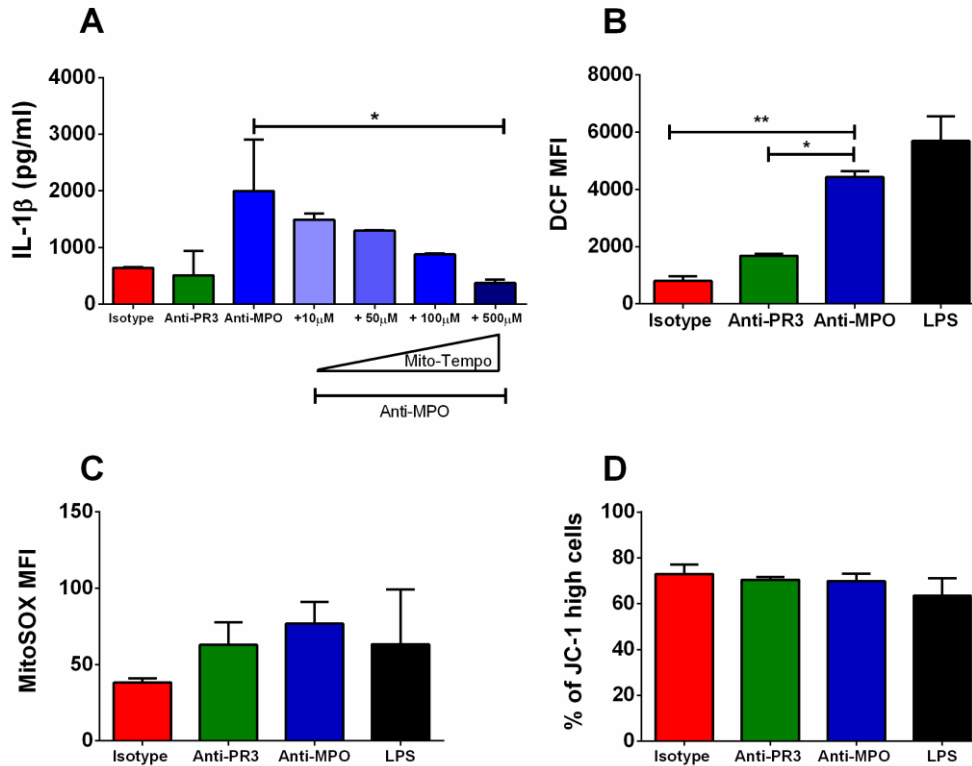 A
IL-1β (pg/ml)
4000
3000
2000
1000
0
*
Isotype Anti-PR3 Anti-MPO +10μM + 50μM + 100μM + 500μM
Mito-Tempo
Anti-MPO
B
DCF MFI
8000
6000
4000
2000
0
**
*
Isotype Anti-PR3 Anti-MPO LPS
C
MitoSOX MFI
150
100
50
0
Isotype Anti-PR3 Anti-MPO LPS
D
% of JC-1 high cells
100
80
60
40
20
0
Isotype Anti-PR3 Anti-MPO LPS